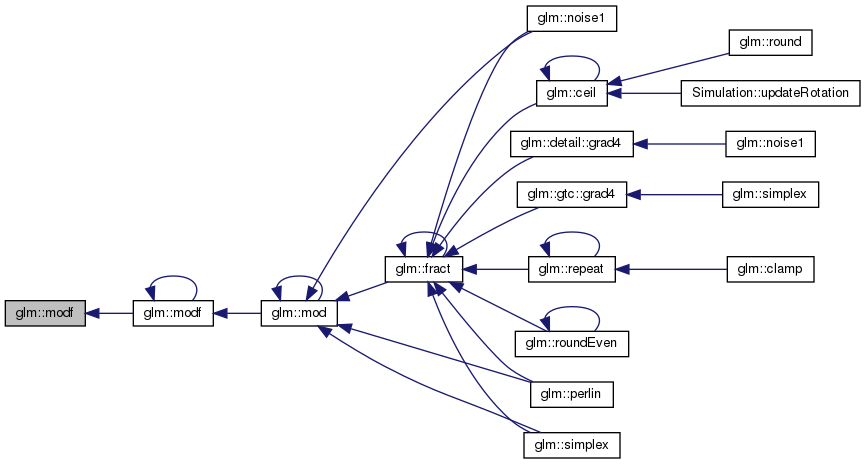 glm::noise1
glm::round
glm::ceil
Simulation::updateRotation
glm::detail::grad4
glm::noise1
glm::gtc::grad4
glm::simplex
glm::fract
glm::repeat
glm::clamp
glm::modf
glm::modf
glm::mod
glm::roundEven
glm::perlin
glm::simplex